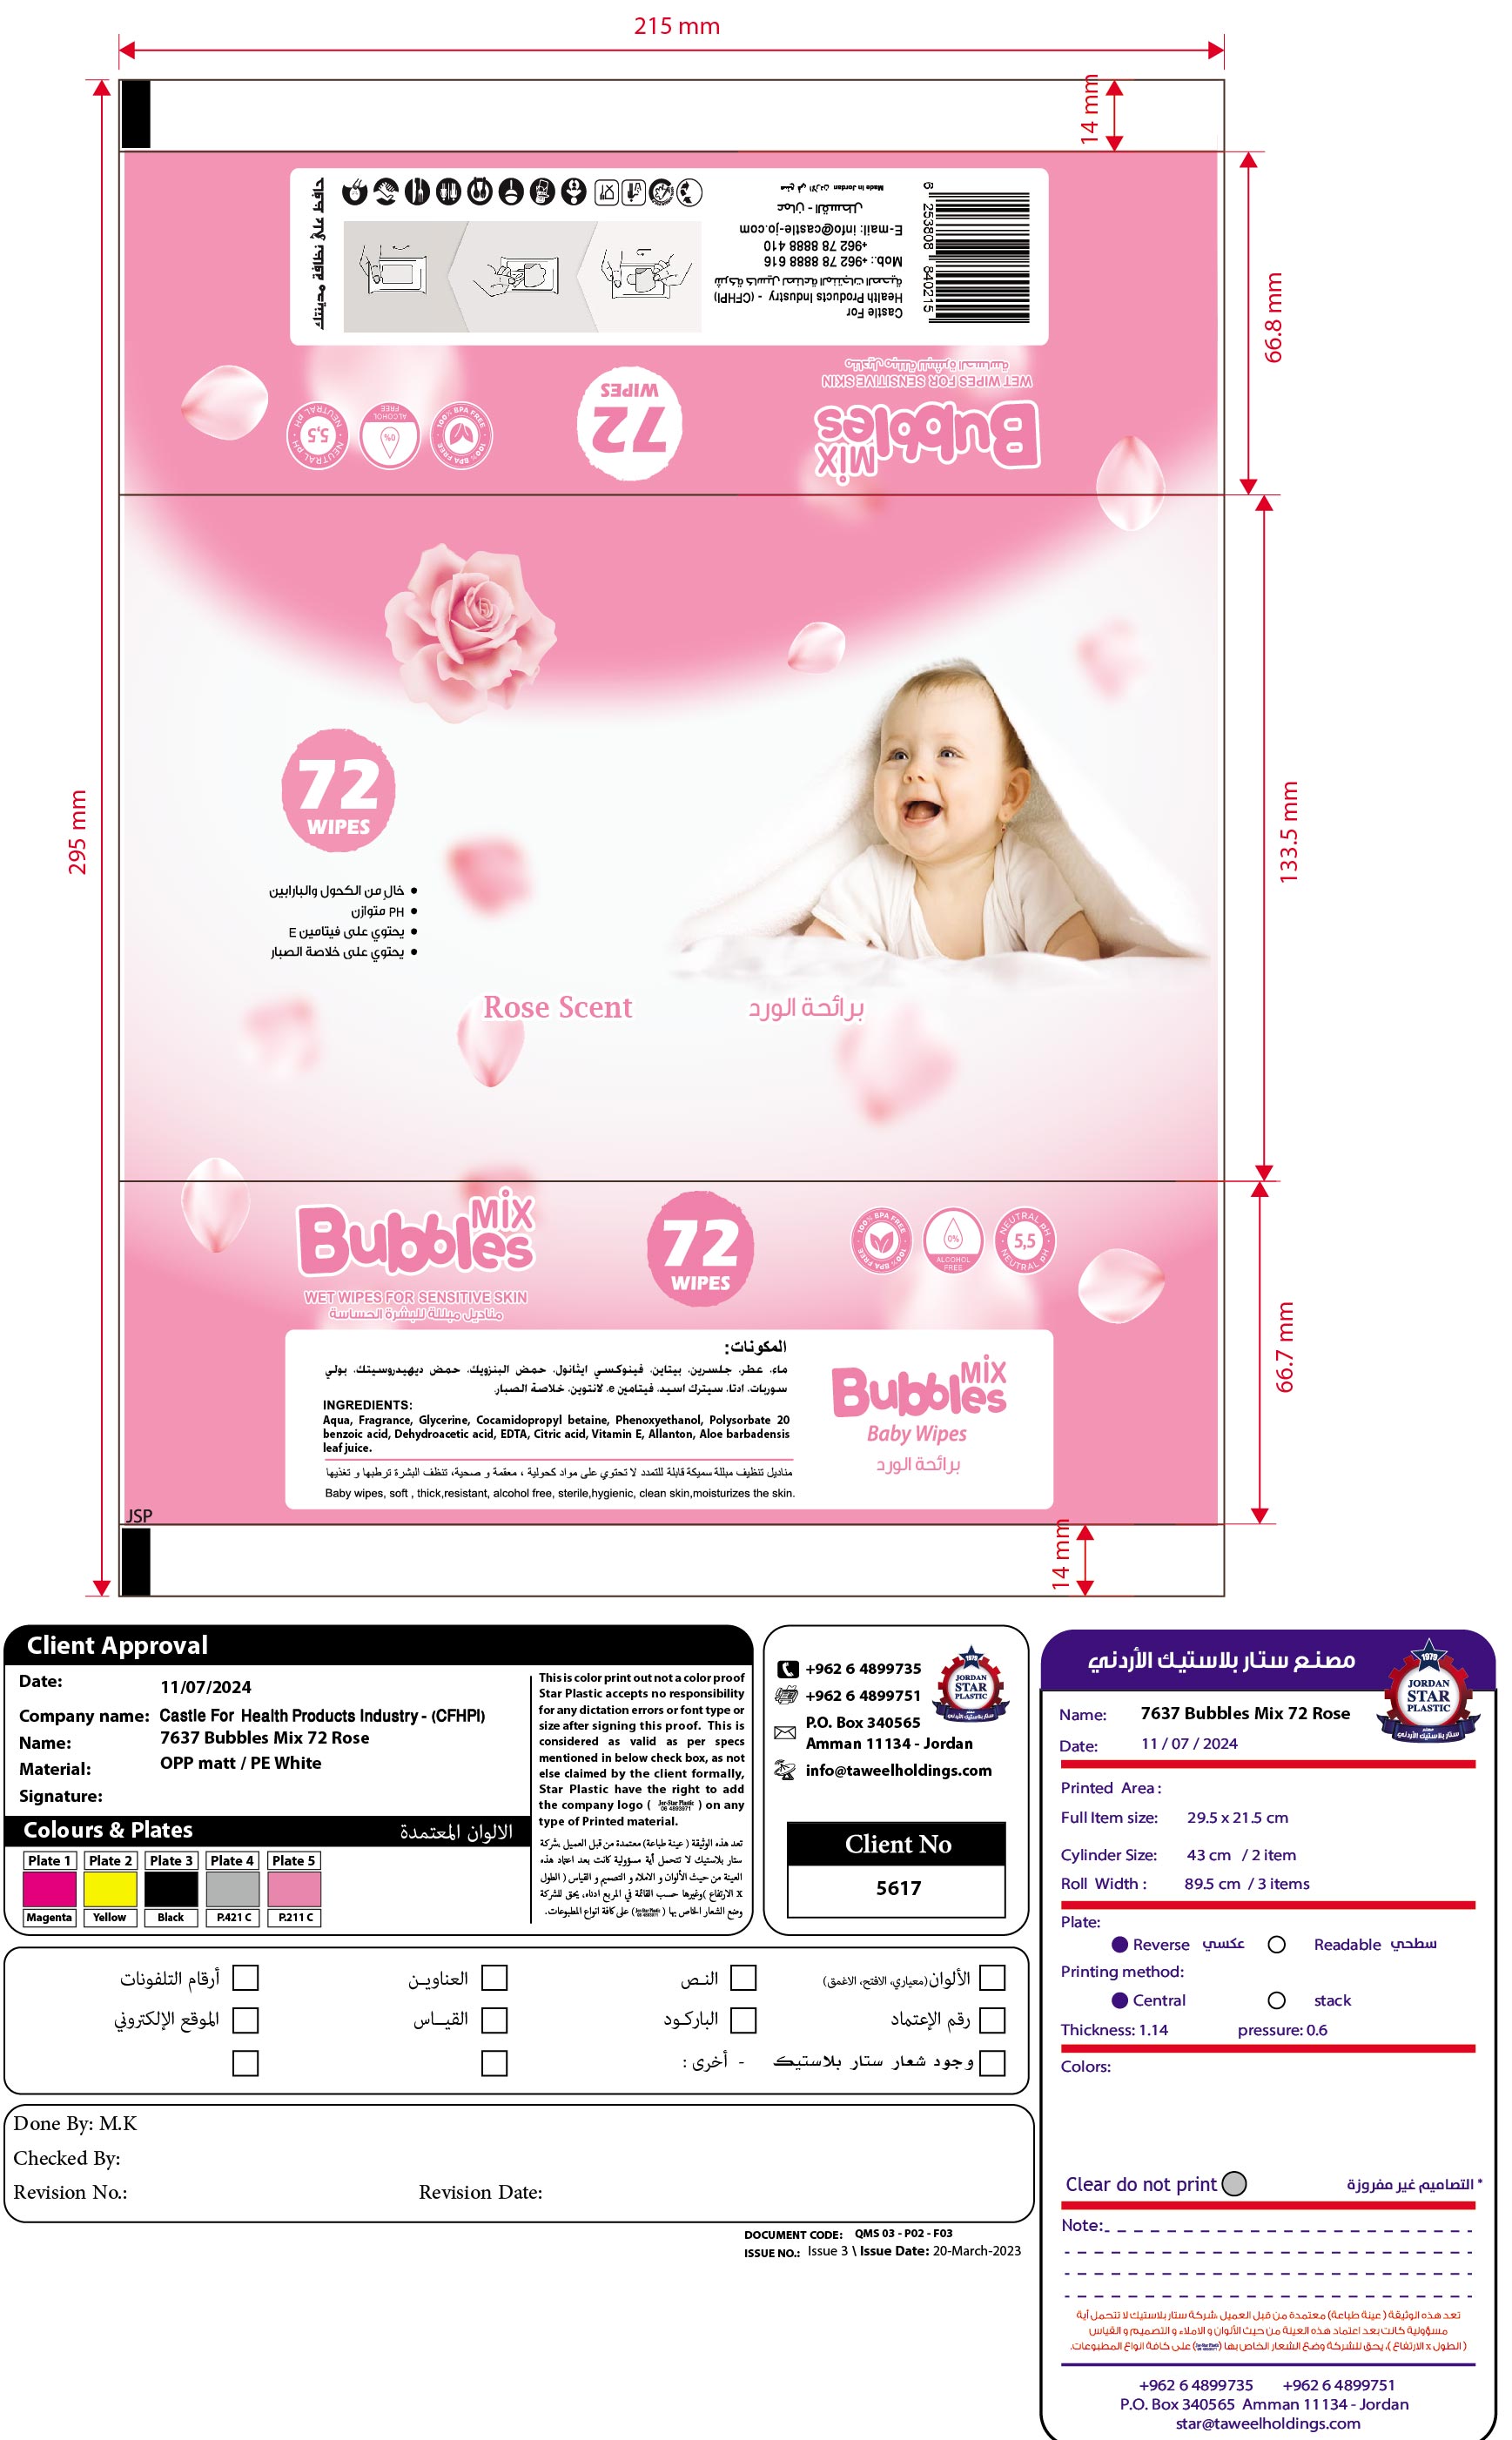 215 mm
14 mm
295 mm
66.8 mm
133.5 mm
66.7 mm
14 mm
حافظ على نظافة مدينتك
Castle For
Health Products Industry - (CFHPI)
Mob.: +962 78 8888 616
+962 78 8888 410
E-mail: info@castle-jo.com
Made in Jordan
6 253808 840215
WET WIPES FOR SENSITIVE SKIN
مناديل مبللة للبشرة الحساسة
Bubbles MIX
72
WIPES
100% BPA FREE · 100% BPA FREE
0%
ALCOHOL
FREE
NEUTRAL pH · NEUTRAL pH
5,5
72
WIPES
خالٍ من الكحول والبارابين
PH متوازن
يحتوي على فيتامين E
يحتوي على خلاصة الصبار
Rose Scent
برائحة الورد
Bubbles MIX
WET WIPES FOR SENSITIVE SKIN
مناديل مبللة للبشرة الحساسة
72
WIPES
100% BPA FREE · 100% BPA FREE
0%
ALCOHOL
FREE
NEUTRAL pH · NEUTRAL pH
5,5
المكونات:
ماء، عطر، جلسرين، بيتاين، فينوكسي ايثانول، حمض البنزويك، حمض ديهيدروسيتك، بولي
سوربات، ادتا، سيترك اسيد، فيتامين e، لانتوين، خلاصة الصبار.
INGREDIENTS:
Aqua, Fragrance, Glycerine, Cocamidopropyl betaine, Phenoxyethanol, Polysorbate 20
benzoic acid, Dehydroacetic acid, EDTA, Citric acid, Vitamin E, Allanton, Aloe barbadensis
leaf juice.
مناديل تنظيف مبللة سميكة قابلة للتمدد لا تحتوي على مواد كحولية ، معقمة و صحية، تنظف البشرة ترطبها و تغذيها
Baby wipes, soft , thick,resistant, alcohol free, sterile,hygienic, clean skin,moisturizes the skin.
Bubbles MIX
Baby Wipes
برائحة الورد
JSP
Client Approval
Date: 11/07/2024
Company name: Castle For Health Products Industry - (CFHPI)
Name: 7637 Bubbles Mix 72 Rose
Material: OPP matt / PE White
Signature:
Colours & Plates الالوان المعتمدة
Plate 1 Plate 2 Plate 3 Plate 4 Plate 5
Magenta Yellow Black P.421 C P.211 C
This is color print out not a color proof
Star Plastic accepts no responsibility
for any dictation errors or font type or
size after signing this proof. This is
considered as valid as per specs
mentioned in below check box, as not
else claimed by the client formally,
Star Plastic have the right to add
the company logo ( Jor-Star Plastic 06 4893971 ) on any
type of Printed material.
تعد هذه الوثيقة ( عينة طباعة) معتمدة من قبل العميل ,شركة
ستار بلاستيك لا تتحمل أية مسؤولية كانت بعد اعتماد هذه
العينة من حيث الألوان و الاملاء و التصميم و القياس ( الطول
x الارتفاع )وغيرها حسب القائمة في المربع ادناه، يحق للشركة
وضع الشعار الخاص بها ( ) على كافة انواع المطبوعات.
+962 6 4899735
+962 6 4899751
P.O. Box 340565
Amman 11134 - Jordan
info@taweelholdings.com
1979
JORDAN
STAR
PLASTIC
Client No
5617
الألوان (معياري، الافتح، الاغمق)
النـص
العناويـن
أرقام التلفونات
رقم الإعتماد
الباركـود
القيـاس
الموقع الإلكتروني
وجود شعار ستار بلاستيك
- أخرى :
Done By: M.K
Checked By:
Revision No.: Revision Date:
DOCUMENT CODE: QMS 03 - P02 - F03
ISSUE NO.: Issue 3 \ Issue Date: 20-March-2023
مصنع ستار بلاستيك الأردني
1979
JORDAN
STAR
PLASTIC
مصنع
ستار بلاستيك الأردني
Name: 7637 Bubbles Mix 72 Rose
Date: 11 / 07 / 2024
Printed Area :
Full Item size: 29.5 x 21.5 cm
Cylinder Size: 43 cm / 2 item
Roll Width : 89.5 cm / 3 items
Plate:
Reverse عكسي Readable سطحي
Printing method:
Central stack
Thickness: 1.14 pressure: 0.6
Colors:
Clear do not print
* التصاميم غير مفروزة
Note:
تعد هذه الوثيقة ( عينة طباعة) معتمدة من قبل العميل ,شركة ستار بلاستيك لا تتحمل أية
مسؤولية كانت بعد اعتماد هذه العينة من حيث الألوان و الاملاء و التصميم و القياس
( الطول x الارتفاع )، يحق للشركة وضع الشعار الخاص بها ( ) على كافة انواع المطبوعات.
+962 6 4899735 +962 6 4899751
P.O. Box 340565 Amman 11134 - Jordan
star@taweelholdings.com